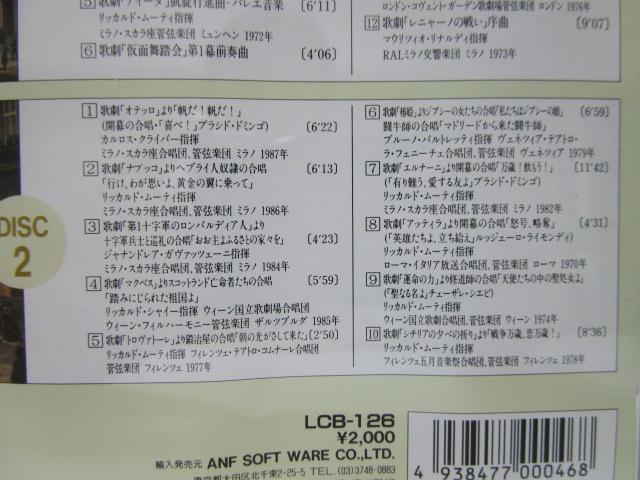 リッカルド・ムーティ指揮
ミラノ・スカラ座管弦楽団 ミュンヘン 1972年
6 歌劇「仮面舞踏会」第1幕前奏曲 〔4'06〕
ロンドン・コヴェント・ガーデン歌劇場管弦楽団 ロンドン 1976年
12 歌劇「レニャーノの戦い」序曲 〔9'07〕
マウリツィオ・リナルディ指揮
RALミラノ交響楽団 ミラノ 1973年
DISC
2
1 歌劇「オテッロ」より「帆だ!帆だ!」
(開幕の合唱・「喜べ!」プラシド・ドミンゴ) 〔6'22〕
カルロス・クライバー指揮
ミラノ・スカラ座合唱団、管弦楽団 ミラノ 1987年
2 歌劇「ナブッコ」よりヘブライ人奴隷の合唱 〔6'13〕
「行け、わが思いよ、黄金の翼に乗って」
リッカルド・ムーティ指揮
ミラノ・スカラ座合唱団、管弦楽団 ミラノ 1986年
3 歌劇「第1十字軍のロンバルディア人」より
十字軍兵士と巡礼の合唱「おお主よふるさとの家々を」 〔4'23〕
ジャナンドレア・ガヴァッツェーニ指揮
ミラノ・スカラ座合唱団、管弦楽団 ミラノ 1984年
4 歌劇「マクベス」よりスコットランド亡命者たちの合唱 〔5'59〕
「踏みにじられた祖国よ」
リッカルド・シャイー指揮 ウィーン国立歌劇場合唱団
ウィーン・フィルハーモニー管弦楽団 ザルツブルグ 1985年
5 歌劇「トロヴァトーレ」より鍛冶屋の合唱「朝の光がさして来た」〔2'50〕
リッカルド・ムーティ指揮 フィレンツェ・テアトロ・コムナーレ合唱団
管弦楽団 フィレンツェ 1977年
6 歌劇「椿姫」よりジプシーの女たちの合唱「私たちはジプシーの娘」 〔6'59〕
闘牛師の合唱「マドリードから来た闘牛師」
ブルーノ・バルトレッティ指揮 ヴェネツィア・テアトロ・
ラ・フェニーチェ合唱団、管弦楽団 ヴェネツィア 1979年
7 歌劇「エルナーニ」より開幕の合唱「万歳!飲もう!」 〔11'42〕
(「有り難う、愛する友よ」プラシド・ドミンゴ)
リッカルド・ムーティ指揮
ミラノ・スカラ座合唱団、管弦楽団 ミラノ 1982年
8 歌劇「アッティラ」より開幕の合唱「怒号、略奪」 〔4'31〕
(「英雄たちよ、立ち給え」ルッジェーロ・ライモンディ)
リッカルド・ムーティ指揮
ローマ・イタリア放送合唱団、管弦楽団 ローマ 1970年
9 歌劇「運命の力」より修道師の合唱「天使たちの中の聖処女よ」
(「聖なる名よ」チェーザレ・シエピ)
リッカルド・ムーティ指揮
ウィーン国立歌劇場合唱団、管弦楽団 ウィーン 1974年
10 歌劇「シチリアの夕べの祈り」より「戦争万歳、恋万歳!」 〔8'36〕
リッカルド・ムーティ指揮
フィレンツェ五月音楽祭合唱団、管弦楽団 フィレンツェ 1978年
LCB-126
¥2,000
輸入発売元 ANF SOFT WARE CO.,LTD.
東京都大田区北千束2-25-5 TEL.(03)3748-0883
4 938477 000468